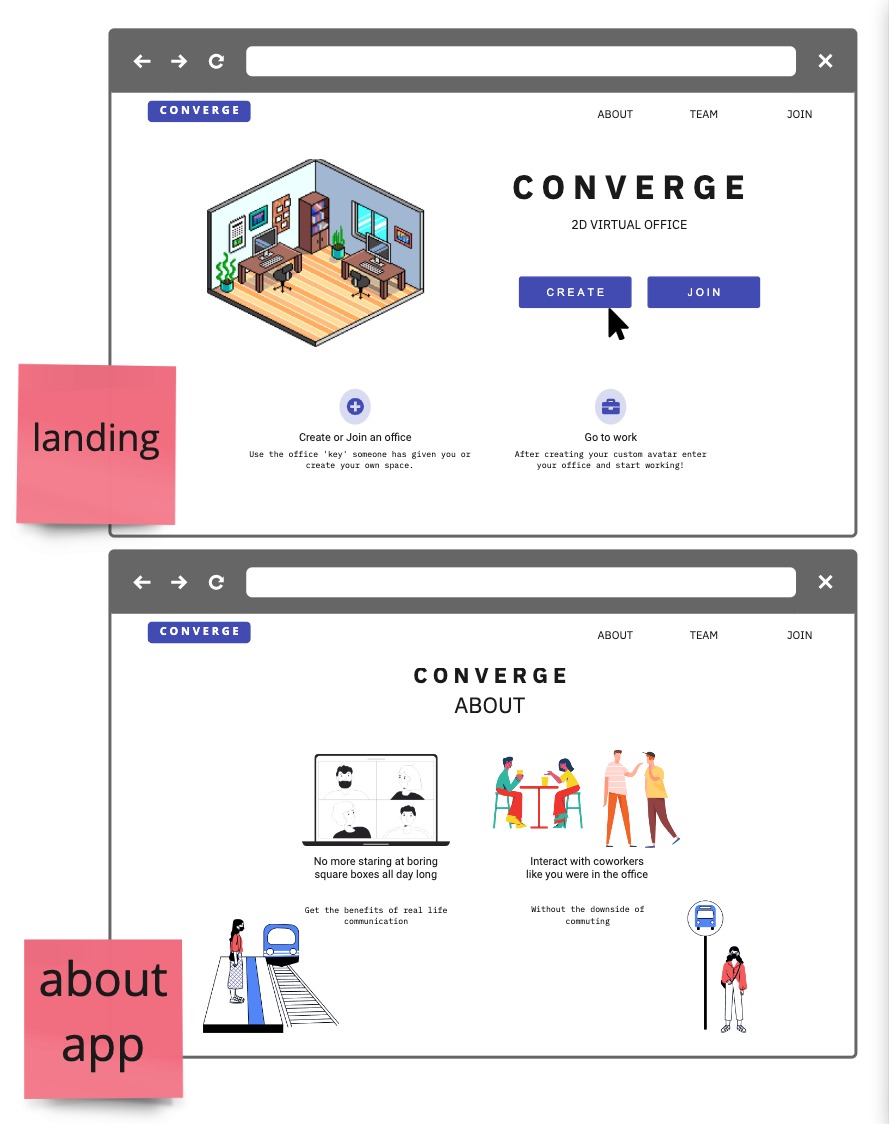 CONVERGE
ABOUT TEAM JOIN
CONVERGE
2D VIRTUAL OFFICE
CREATE JOIN
landing
Create or Join an office
Use the office 'key' someone has given you or
create your own space.
Go to work
After creating your custom avatar enter
your office and start working!
CONVERGE
ABOUT TEAM JOIN
CONVERGE
ABOUT
No more staring at boring
square boxes all day long
Get the benefits of real life
communication
Interact with coworkers
like you were in the office
Without the downside of
commuting
about
app